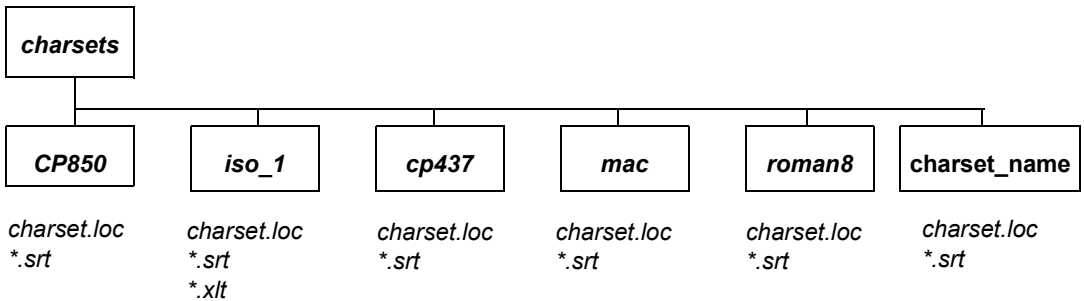 charsets
CP850
iso_1
cp437
mac
roman8
charset_name
charset.loc
*.srt
charset.loc
*.srt
*.xlt
charset.loc
*.srt
charset.loc
*.srt
charset.loc
*.srt
charset.loc
*.srt